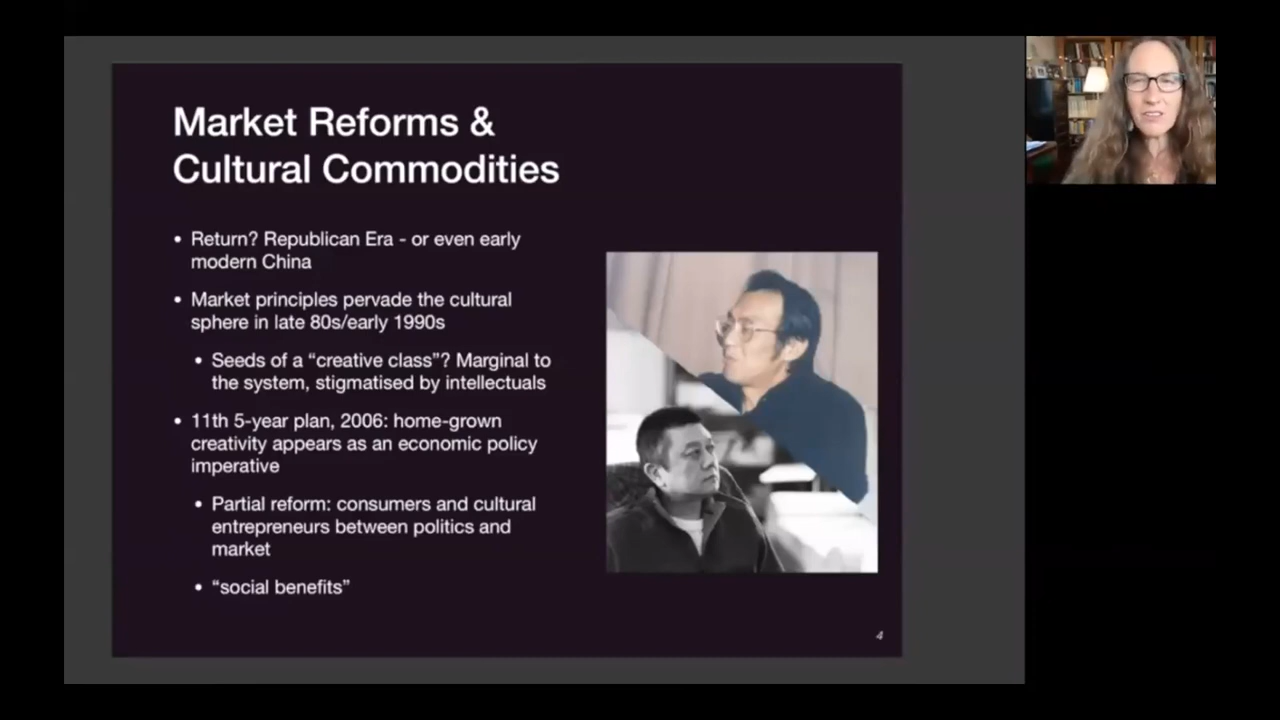 Market Reforms &
Cultural Commodities
• Return? Republican Era - or even early
modern China
• Market principles pervade the cultural
sphere in late 80s/early 1990s
• Seeds of a “creative class”? Marginal to
the system, stigmatised by intellectuals
• 11th 5-year plan, 2006: home-grown
creativity appears as an economic policy
imperative
• Partial reform: consumers and cultural
entrepreneurs between politics and
market
• “social benefits”
4